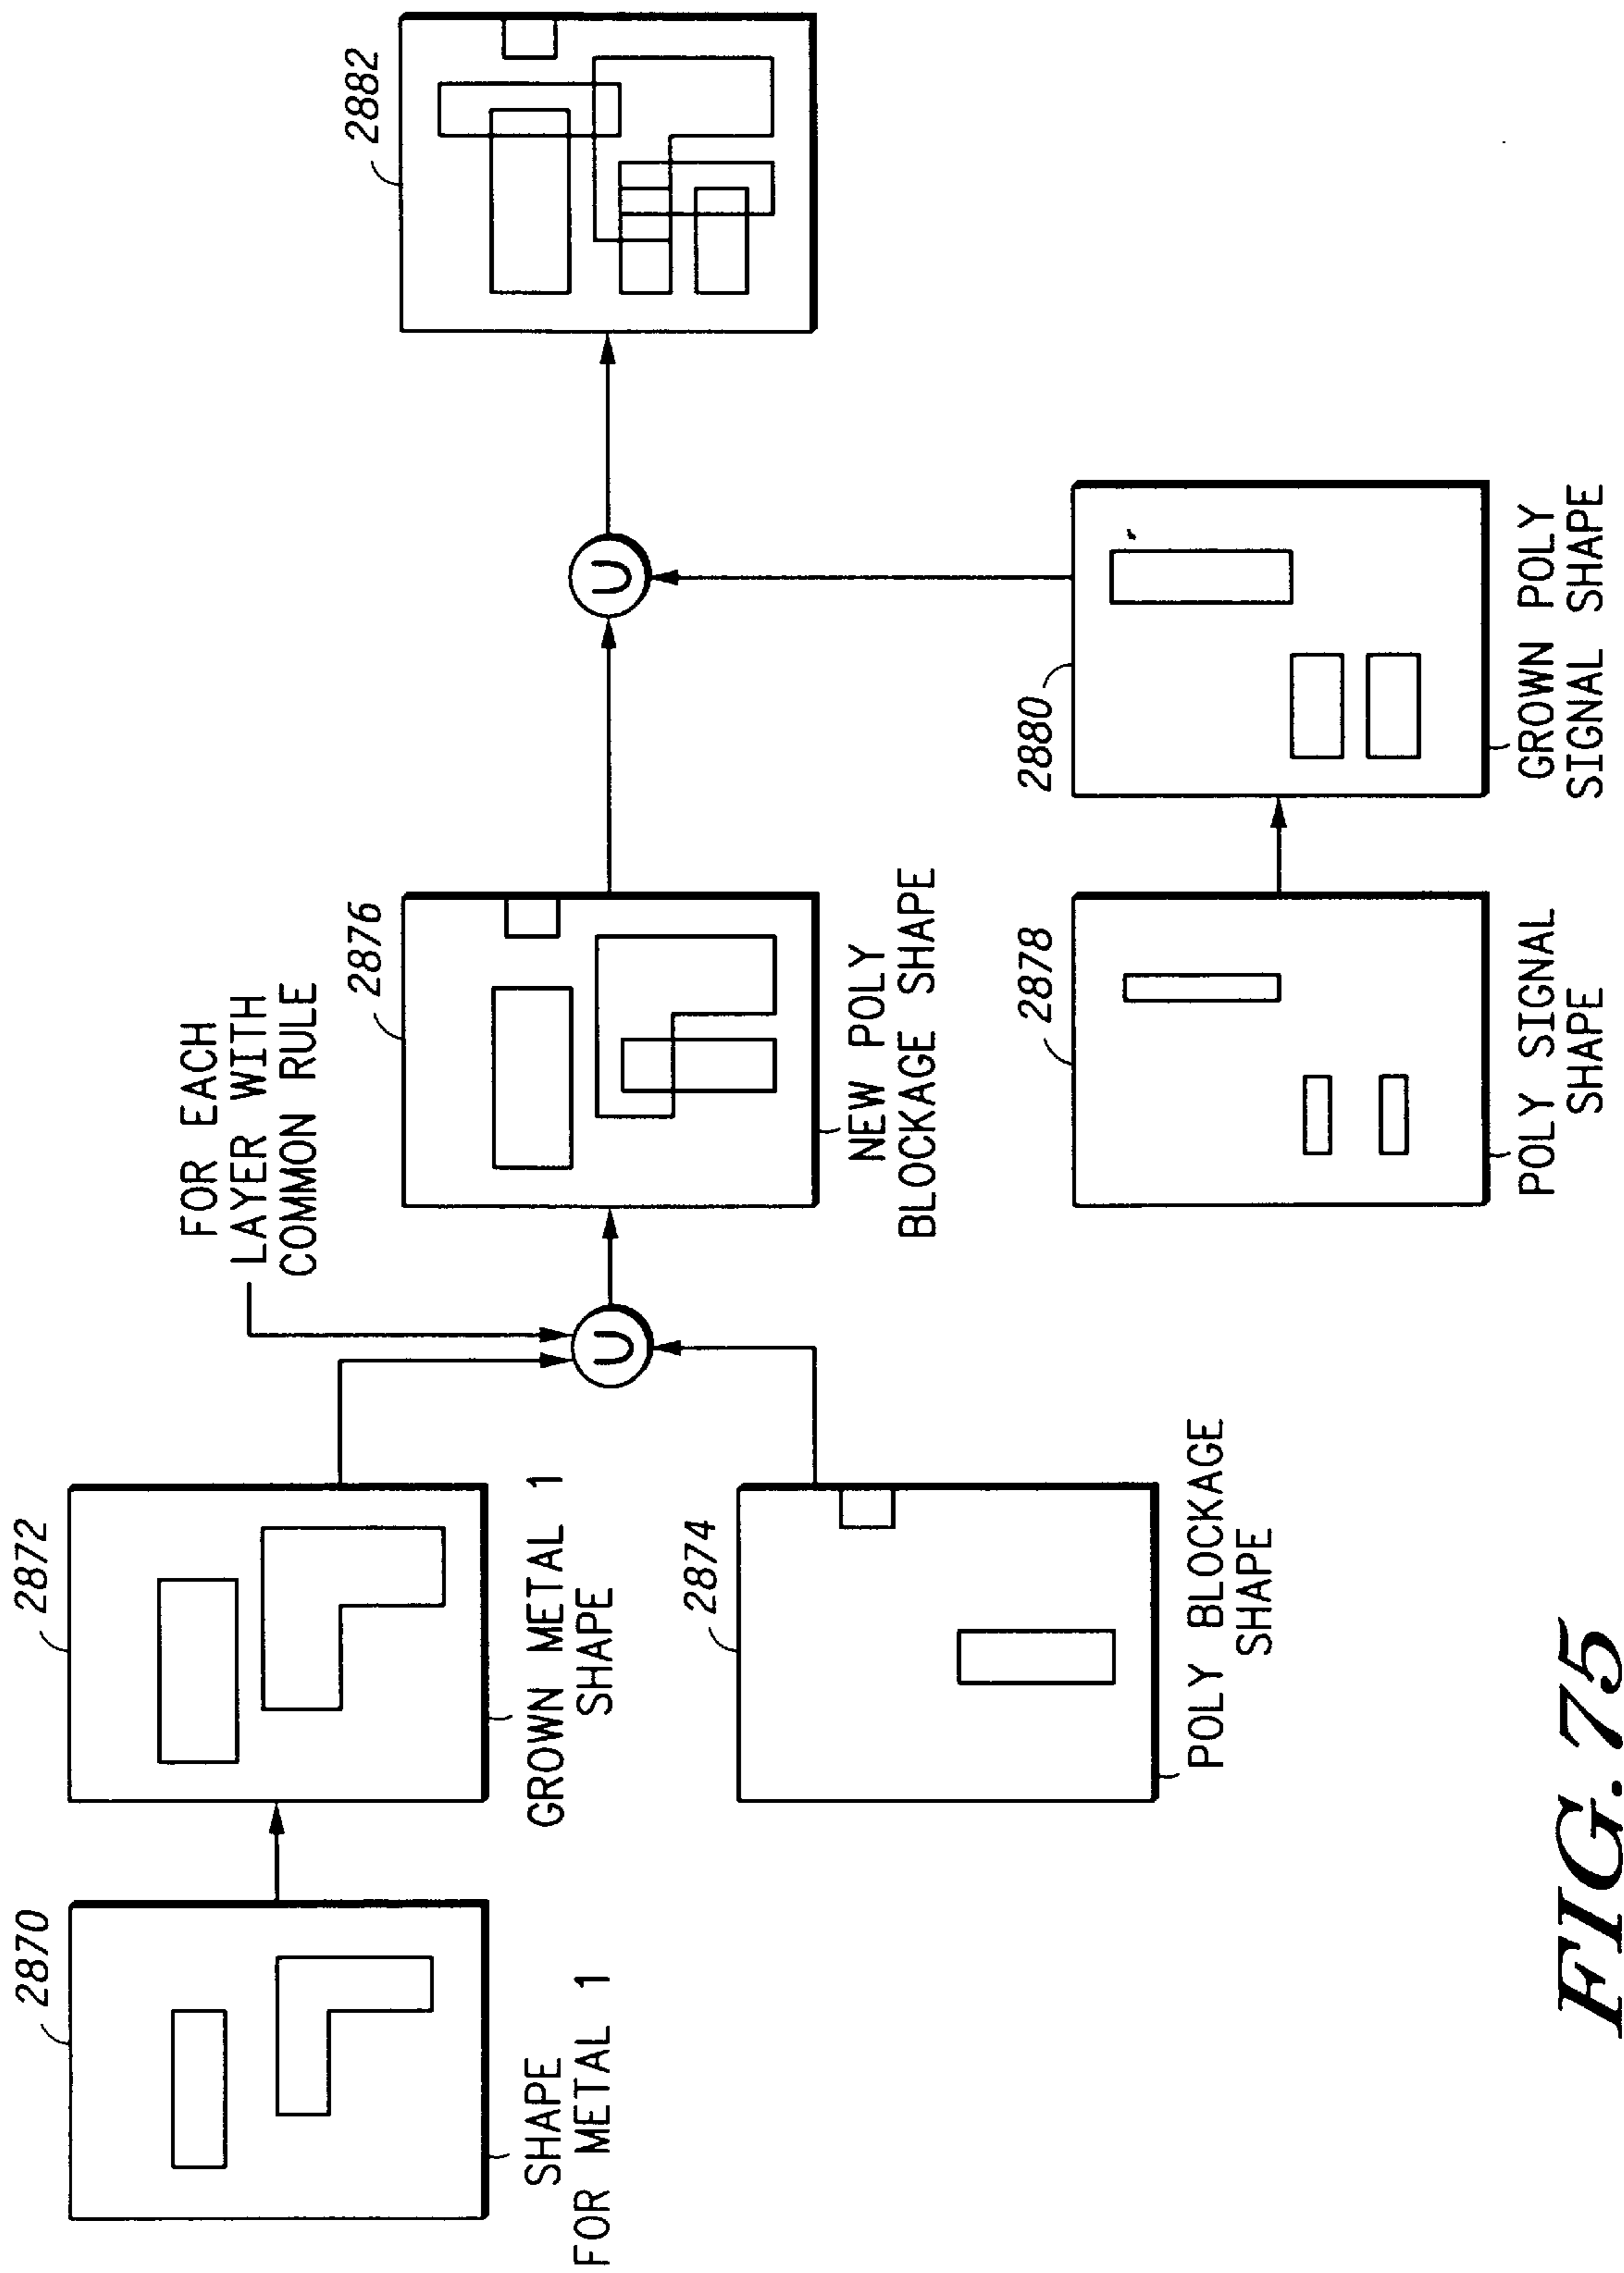 2870
SHAPE
FOR METAL 1
2872
GROWN METAL 1
SHAPE
2874
POLY BLOCKAGE
SHAPE
FOR EACH
LAYER WITH
COMMON RULE
U
2876
NEW POLY
BLOCKAGE SHAPE
2878
POLY SIGNAL
SHAPE
2880
GROWN POLY
SIGNAL SHAPE
U
2882
FIG. 75